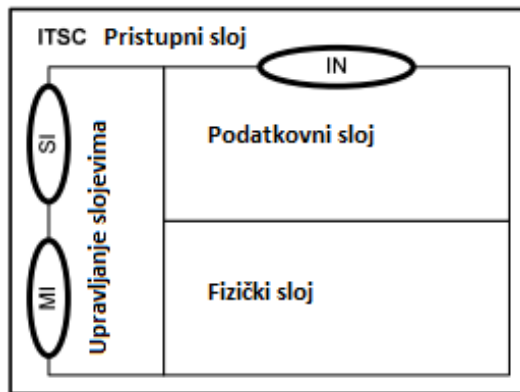 ITSC Pristupni sloj
IN
SI
Podatkovni sloj
Upravljanje slojevima
MI
Fizički sloj